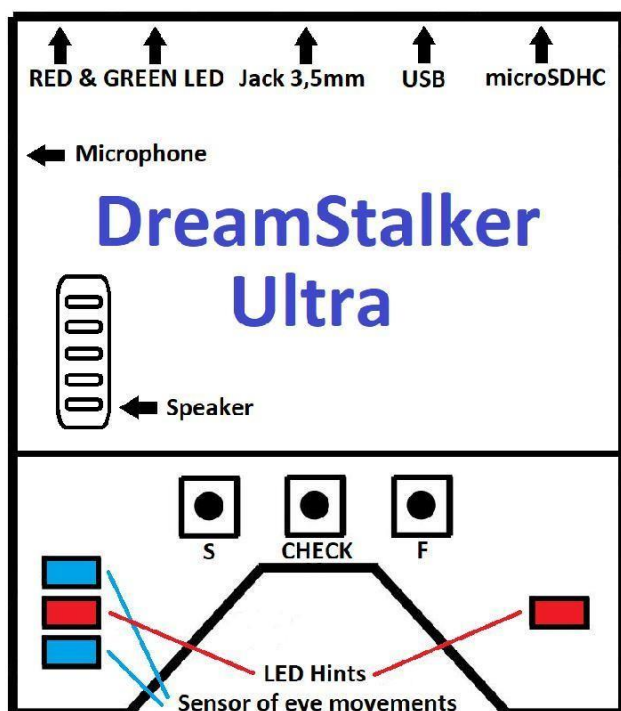 RED & GREEN LED Jack 3,5mm USB microSDHC
Microphone
DreamStalker
Ultra
Speaker
S CHECK F
LED Hints
Sensor of eye movements